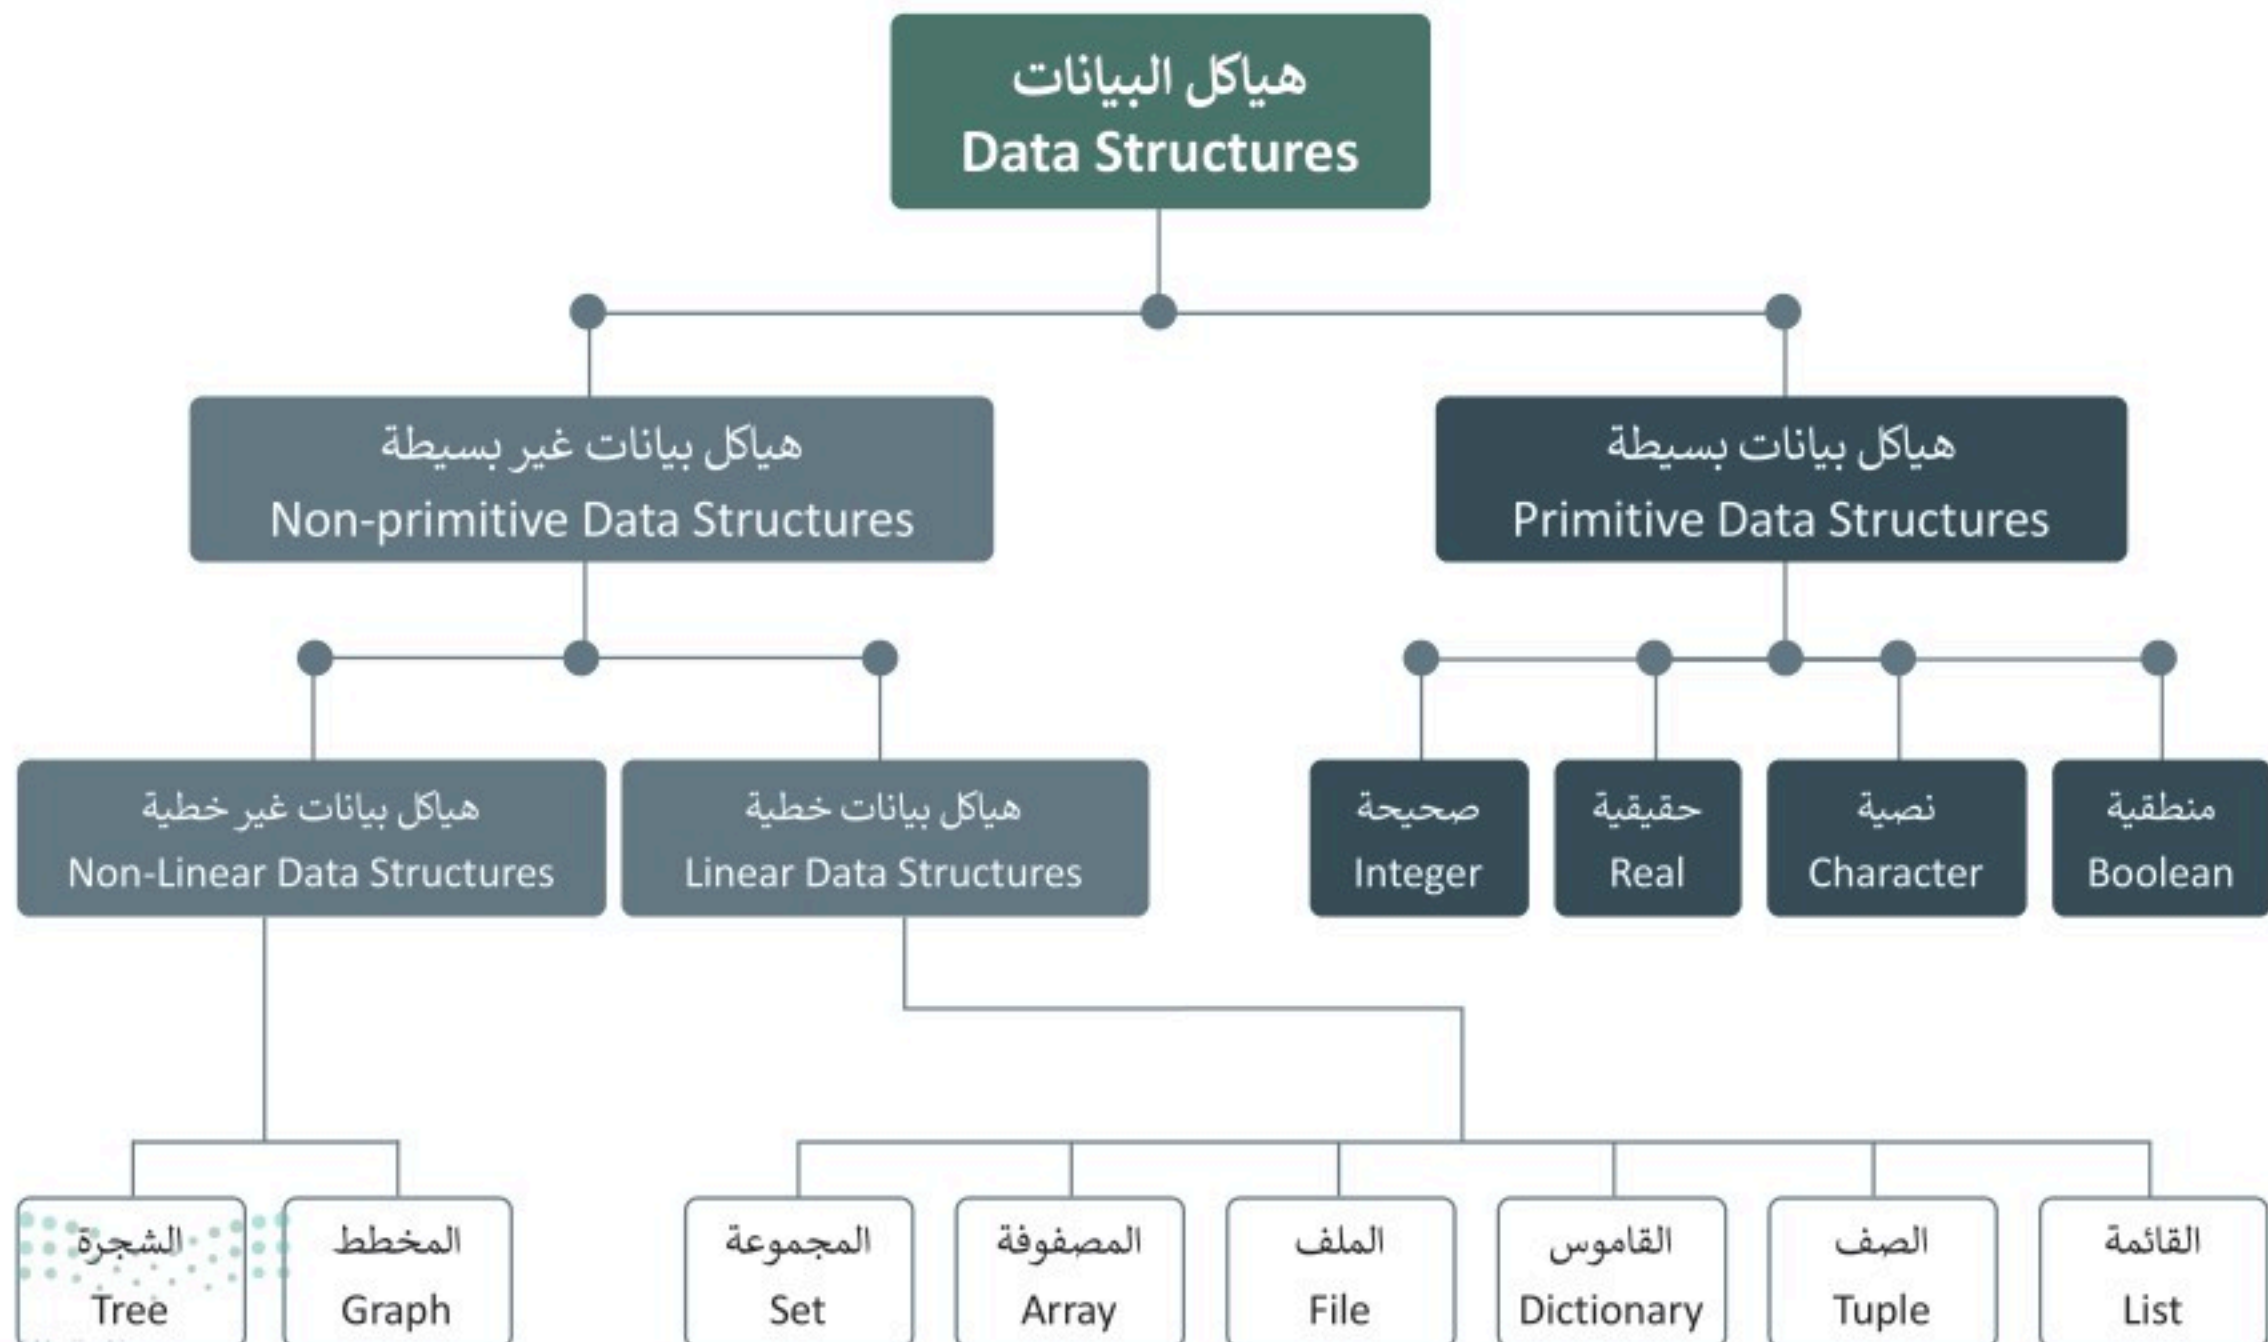 هياكل البيانات
Data Structures
هياكل بيانات بسيطة
Primitive Data Structures
هياكل بيانات غير بسيطة
Non-primitive Data Structures
منطقية
Boolean
نصية
Character
حقيقية
Real
صحيحة
Integer
هياكل بيانات خطية
Linear Data Structures
هياكل بيانات غير خطية
Non-Linear Data Structures
القائمة
List
الصف
Tuple
القاموس
Dictionary
الملف
File
المصفوفة
Array
المجموعة
Set
المخطط
Graph
الشجرة
Tree